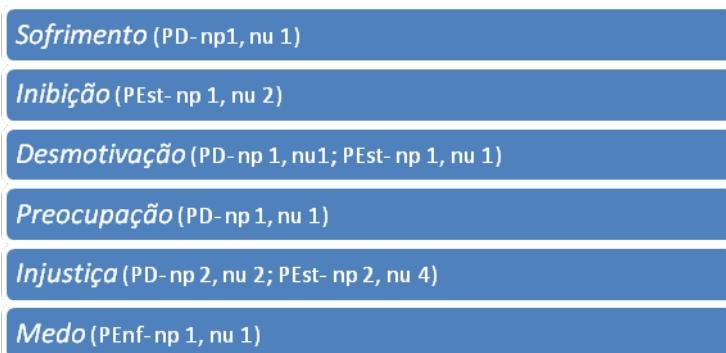 Sofrimento (PD- np1, nu 1)
Inibição (PEst- np 1, nu 2)
Desmotivação (PD- np 1, nu1; PEst- np 1, nu 1)
Preocupação (PD- np 1, nu 1)
Injustiça (PD- np 2, nu 2; PEst- np 2, nu 4)
Medo (PEnf- np 1, nu 1)